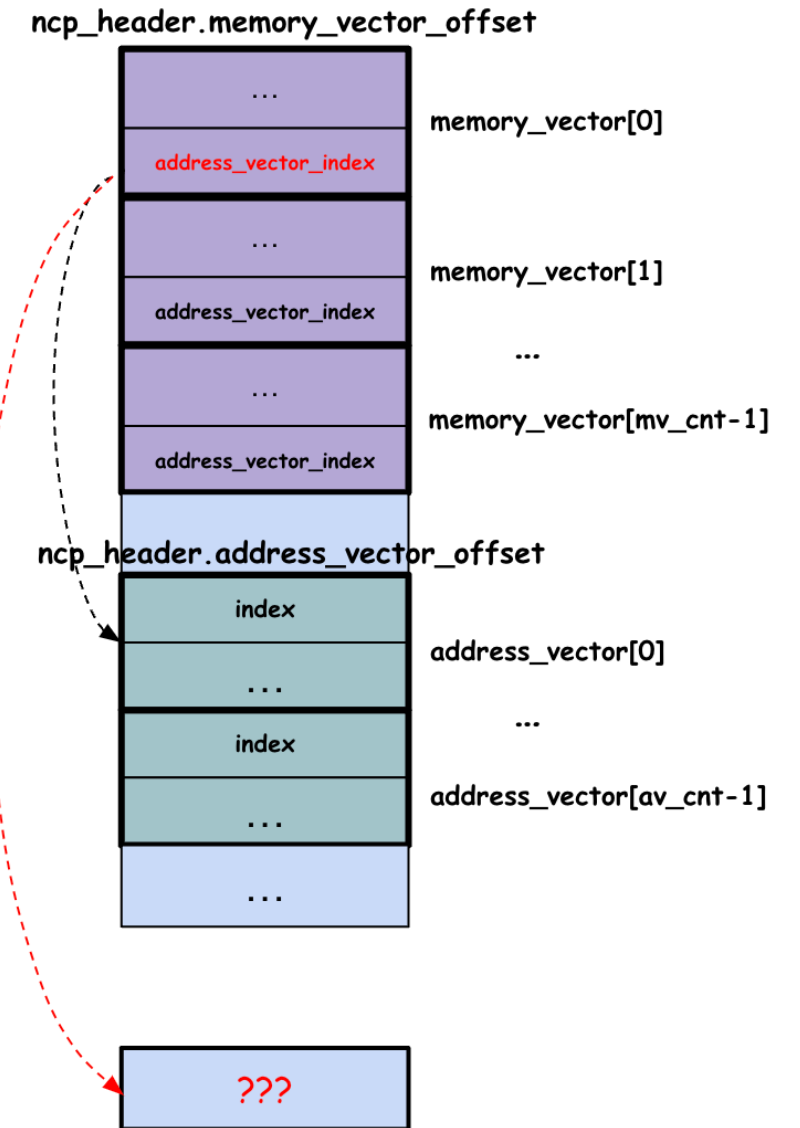 ncp_header.memory_vector_offset
...
memory_vector[0]
address_vector_index
...
memory_vector[1]
address_vector_index
...
...
memory_vector[mv_cnt-1]
address_vector_index
ncp_header.address_vector_offset
index
address_vector[0]
...
...
index
address_vector[av_cnt-1]
...
...
???